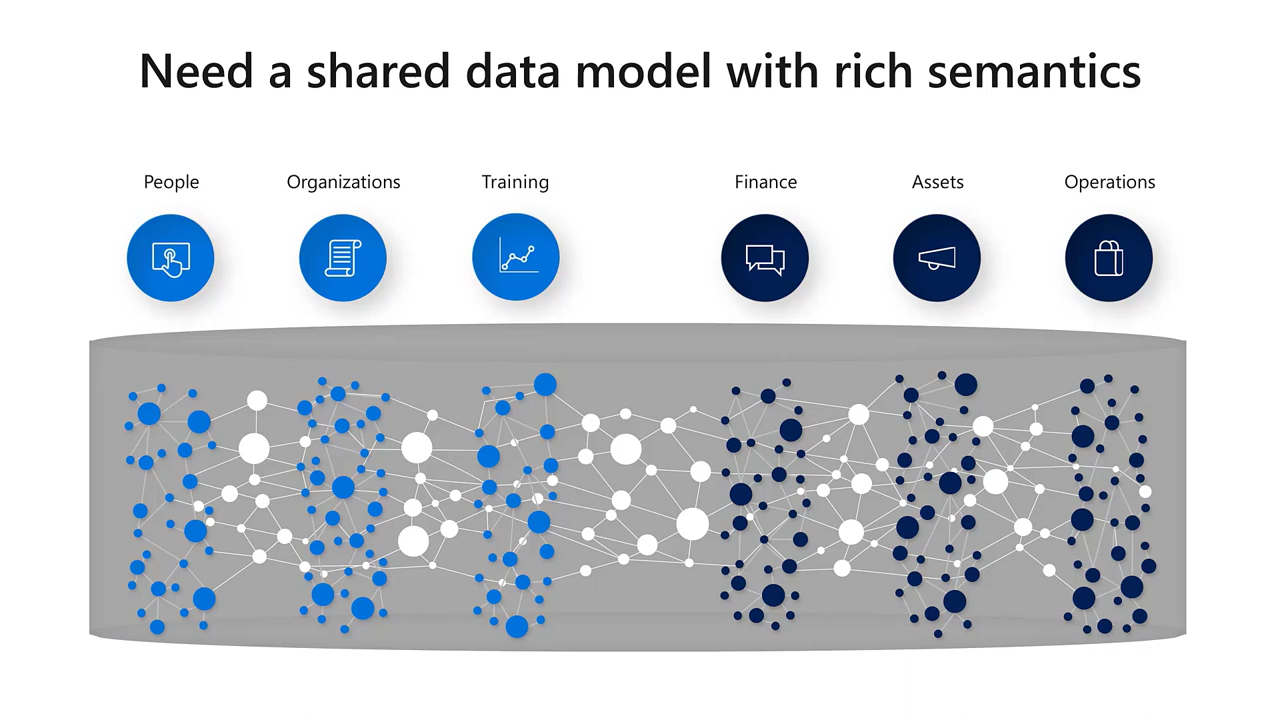 Need a shared data model with rich semantics
People
Organizations
Training
Finance
Assets
Operations